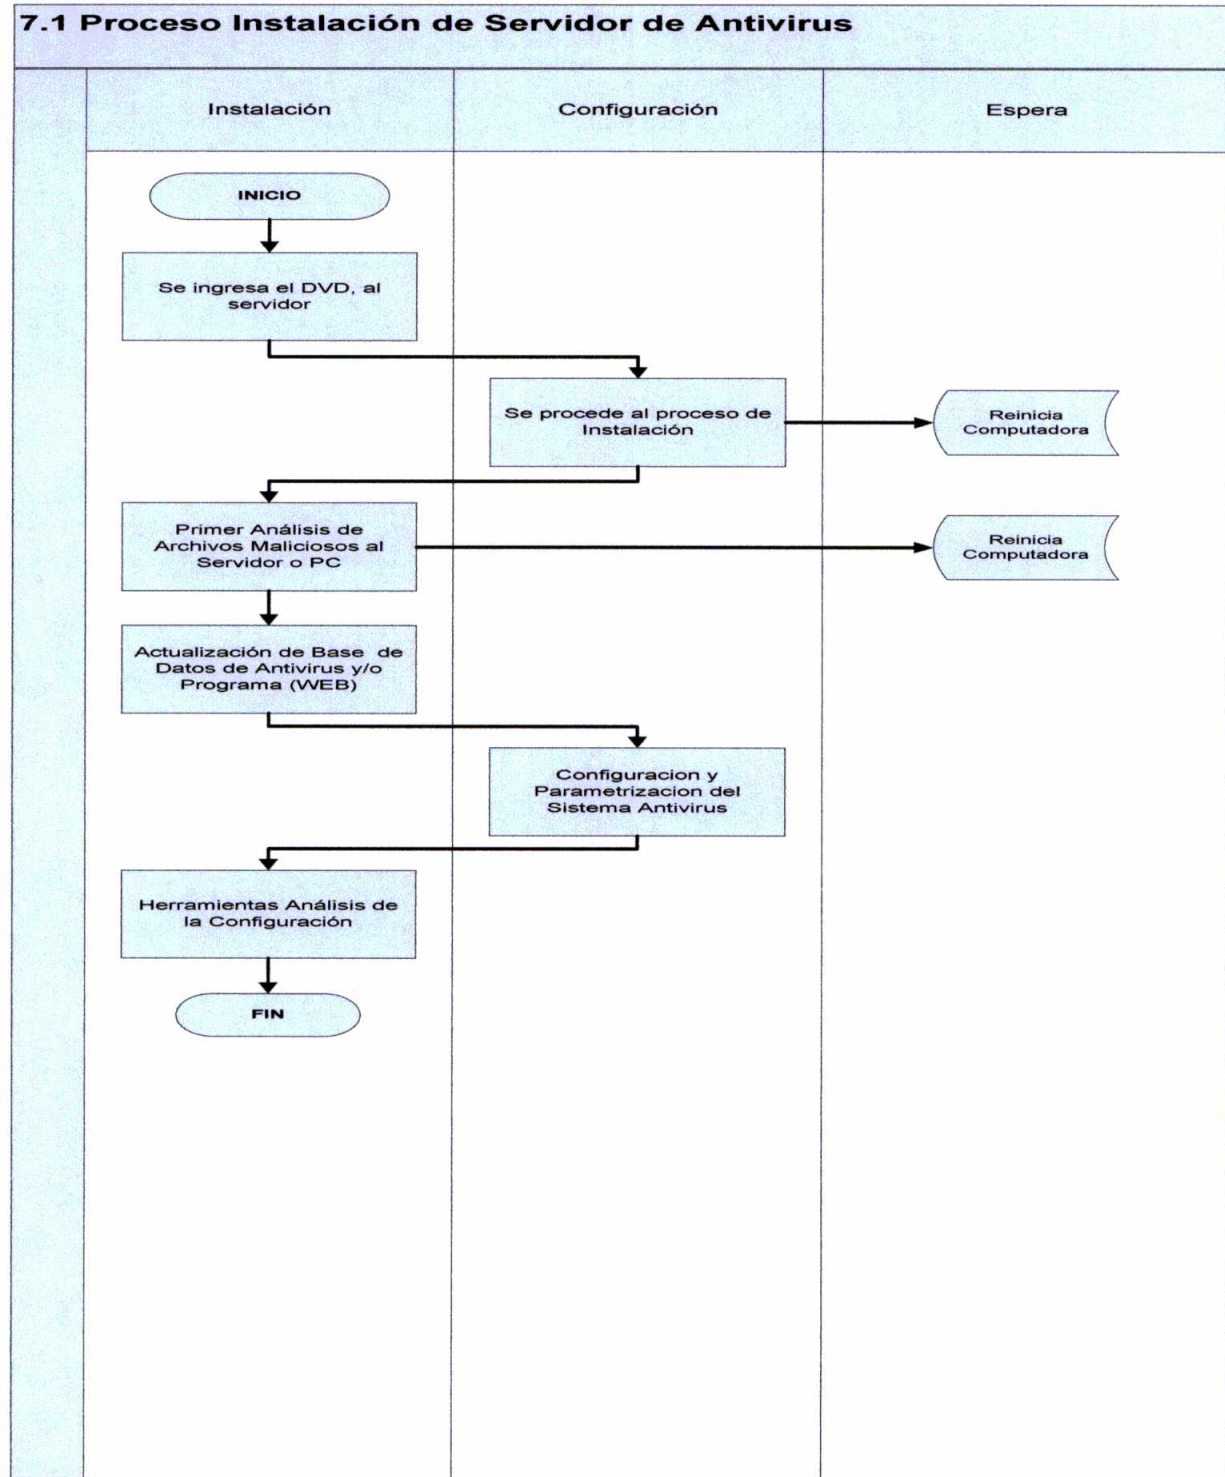 7.1 Proceso Instalación de Servidor de Antivirus
Instalación
Configuración
Espera
INICIO
Se ingresa el DVD, al
servidor
Se procede al proceso de
Instalación
Reinicia
Computadora
Primer Análisis de
Archivos Maliciosos al
Servidor o PC
Reinicia
Computadora
Actualización de Base de
Datos de Antivirus y/o
Programa (WEB)
Configuracion y
Parametrizacion del
Sistema Antivirus
Herramientas Análisis de
la Configuración
FIN